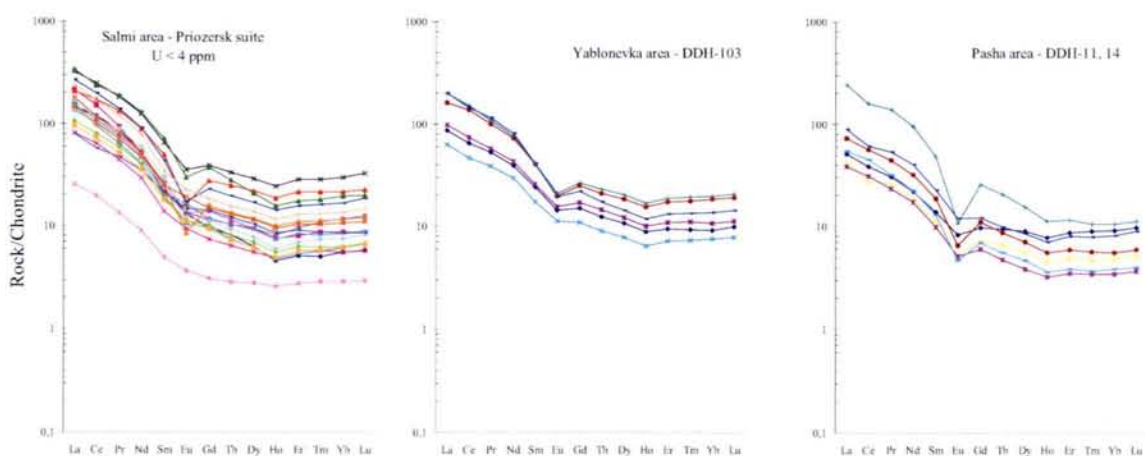 Salmi area - Priozersk suite
U < 4 ppm
Rock/Chondrite
1000
100
10
1
0.1
La Ce Pr Nd Sm Eu Gd Tb Dy Ho Er Tm Yb Lu
Yablonevka area - DDH-103
1000
100
10
1
0.1
La Ce Pr Nd Sm Eu Gd Tb Dy Ho Er Tm Yb Lu
Pasha area - DDH-11, 14
1000
100
10
1
0.1
La Ce Pr Nd Sm Eu Gd Tb Dy Ho Er Tm Yb Lu